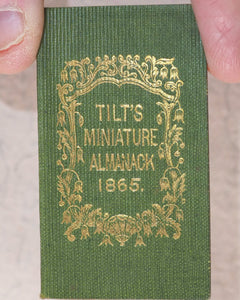 TILT'S
MINIATURE
ALMANACK
1865.